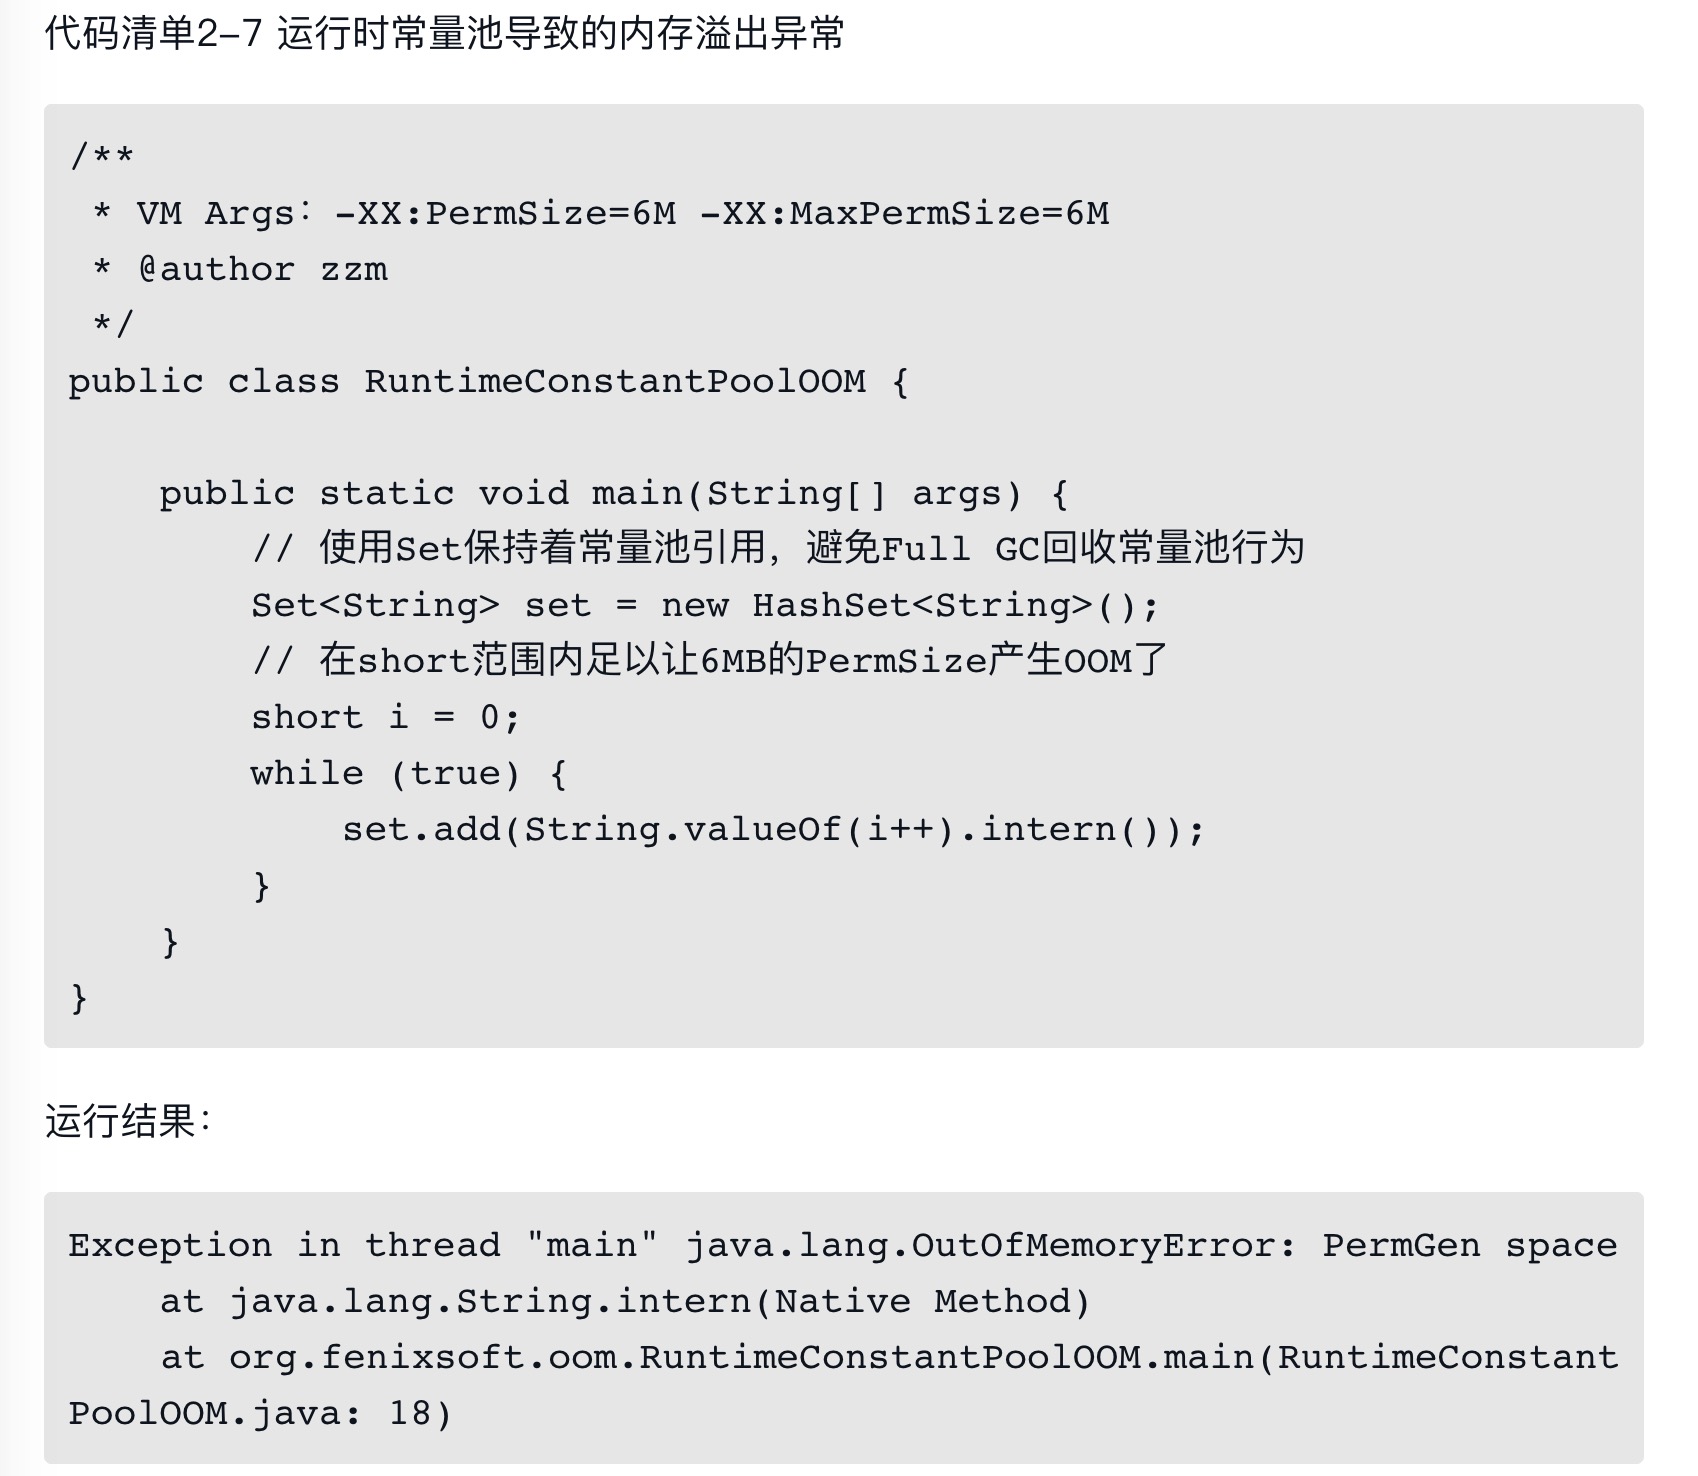 代码清单2-7 运行时常量池导致的内存溢出异常
/**
 * VM Args：-XX:PermSize=6M -XX:MaxPermSize=6M
 * @author zzm
 */
public class RuntimeConstantPoolOOM {
    public static void main(String[] args) {
        // 使用Set保持着常量池引用，避免Full GC回收常量池行为
        Set<String> set = new HashSet<String>();
        // 在short范围内足以让6MB的PermSize产生OOM了
        short i = 0;
        while (true) {
            set.add(String.valueOf(i++).intern());
        }
    }
}
运行结果：
Exception in thread "main" java.lang.OutOfMemoryError: PermGen space
    at java.lang.String.intern(Native Method)
    at org.fenixsoft.oom.RuntimeConstantPoolOOM.main(RuntimeConstant
PoolOOM.java: 18)